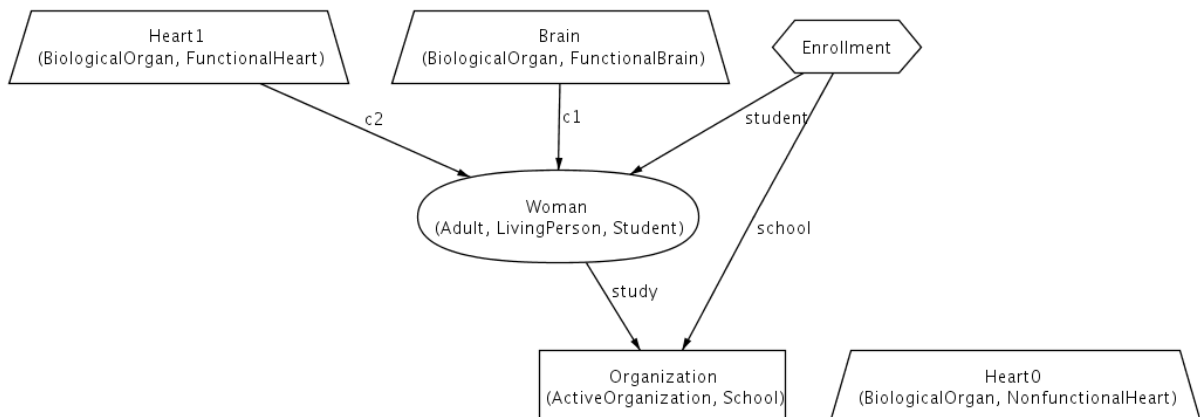 Heart1
(BiologicalOrgan, FunctionalHeart)
Brain
(BiologicalOrgan, FunctionalBrain)
Enrollment
c2
c1
student
Woman
(Adult, LivingPerson, Student)
school
study
Organization
(ActiveOrganization, School)
Heart0
(BiologicalOrgan, NonfunctionalHeart)